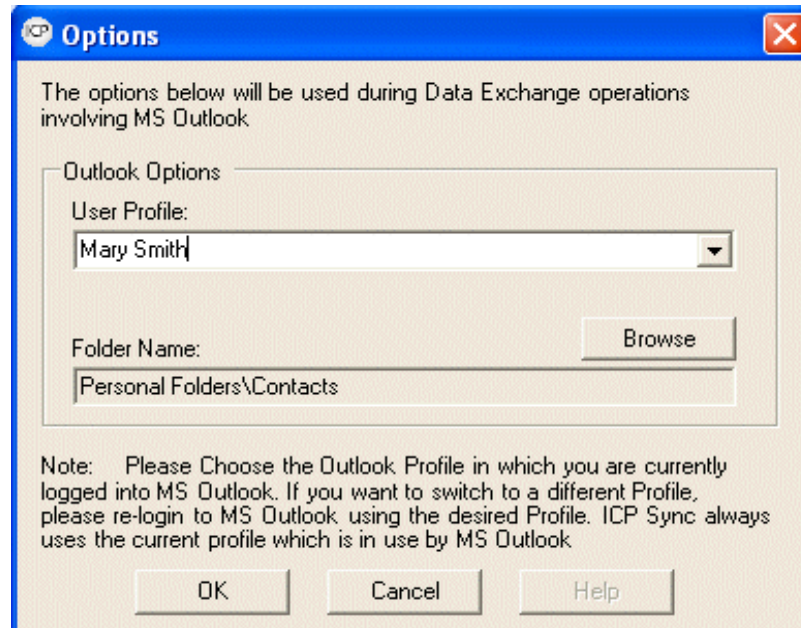 ICP Options
The options below will be used during Data Exchange operations
involving MS Outlook
Outlook Options
User Profile:
Mary Smith
Browse
Folder Name:
Personal Folders\Contacts
Note: Please Choose the Outlook Profile in which you are currently
logged into MS Outlook. If you want to switch to a different Profile,
please re-login to MS Outlook using the desired Profile. ICP Sync always
uses the current profile which is in use by MS Outlook
OK Cancel Help